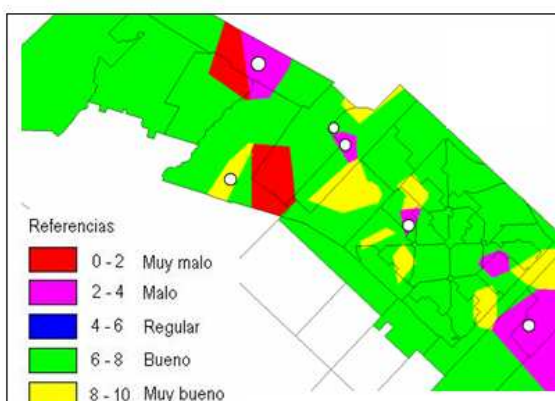 Referencias
0 - 2 Muy malo
2 - 4 Malo
4 - 6 Regular
6 - 8 Bueno
8 - 10 Muy bueno